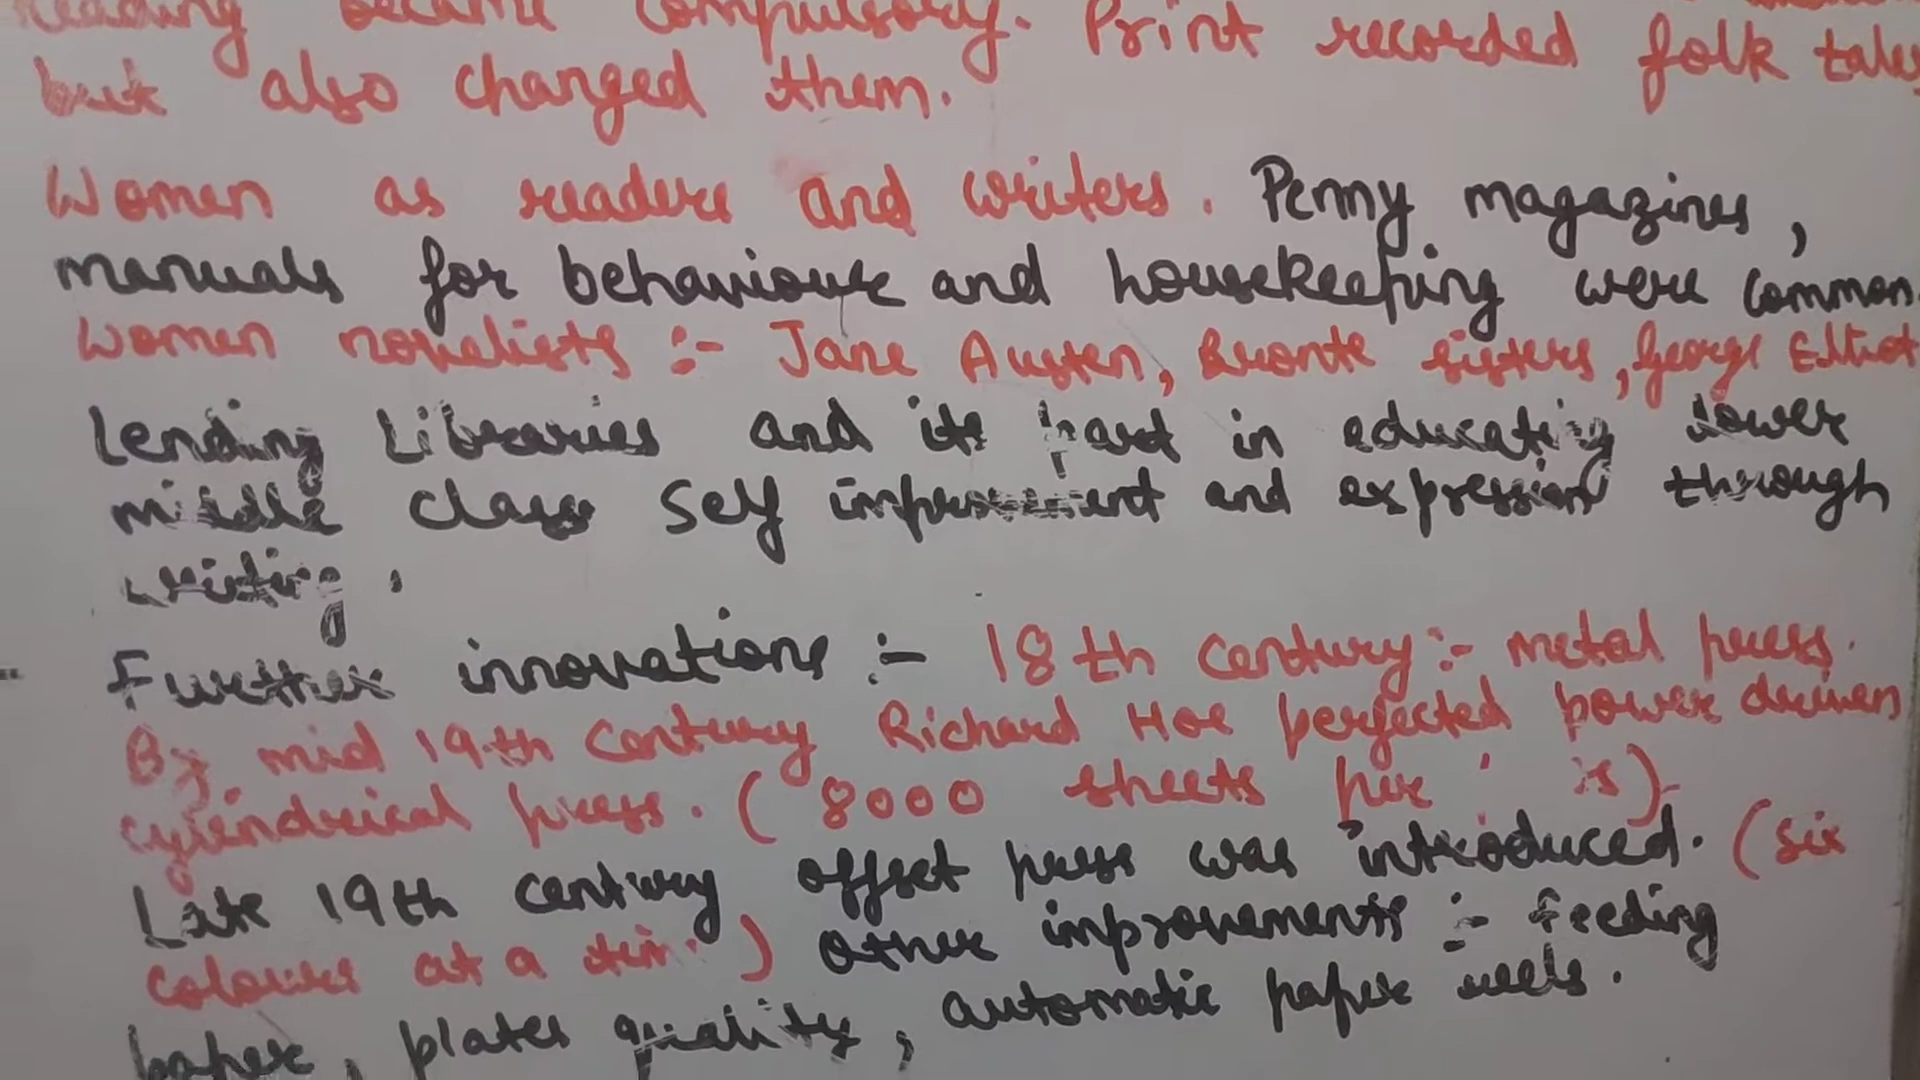 reading became compulsory. Print recorded folk tales
but also changed them.
Women as readers and writers. Penny magazines,
manuals for behaviour and housekeeping were common.
Women novelists :- Jane Austen, Bronte sisters, George Elliot
Lending Libraries and its part in educating lower
middle class Self improvement and expression through
writing.
Further innovations :- 18th century :- metal press.
By mid 19th century Richard Hoe perfected power driven
cylindrical press. (8000 sheets per
Late 19th century offset press was introduced. (six
colours at a ) Other improvements :- Feeding
paper, plates quality, automatic paper reels.